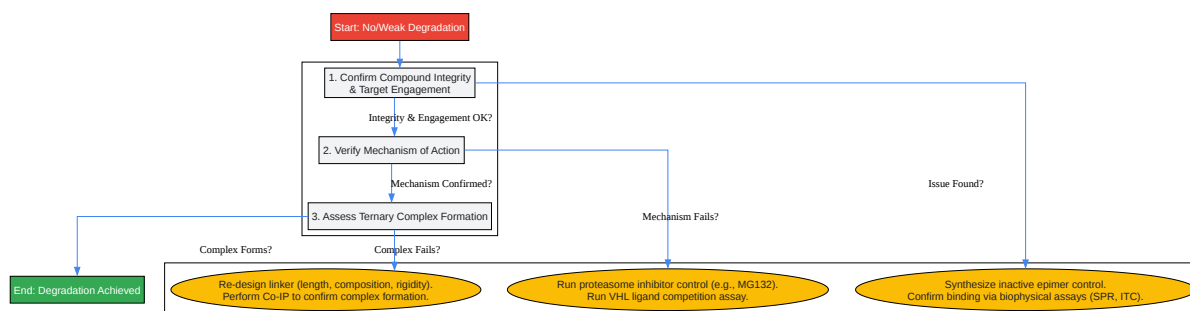 Start: No/Weak Degradation
1. Confirm Compound Integrity
& Target Engagement
Integrity & Engagement OK?
2. Verify Mechanism of Action
Mechanism Confirmed?
Issue Found?
3. Assess Ternary Complex Formation
Mechanism Fails?
Complex Forms?
Complex Fails?
End: Degradation Achieved
Re-design linker (length, composition, rigidity).
Perform Co-IP to confirm complex formation.
Run proteasome inhibitor control (e.g., MG132).
Run VHL ligand competition assay.
Synthesize inactive epimer control.
Confirm binding via biophysical assays (SPR, ITC).